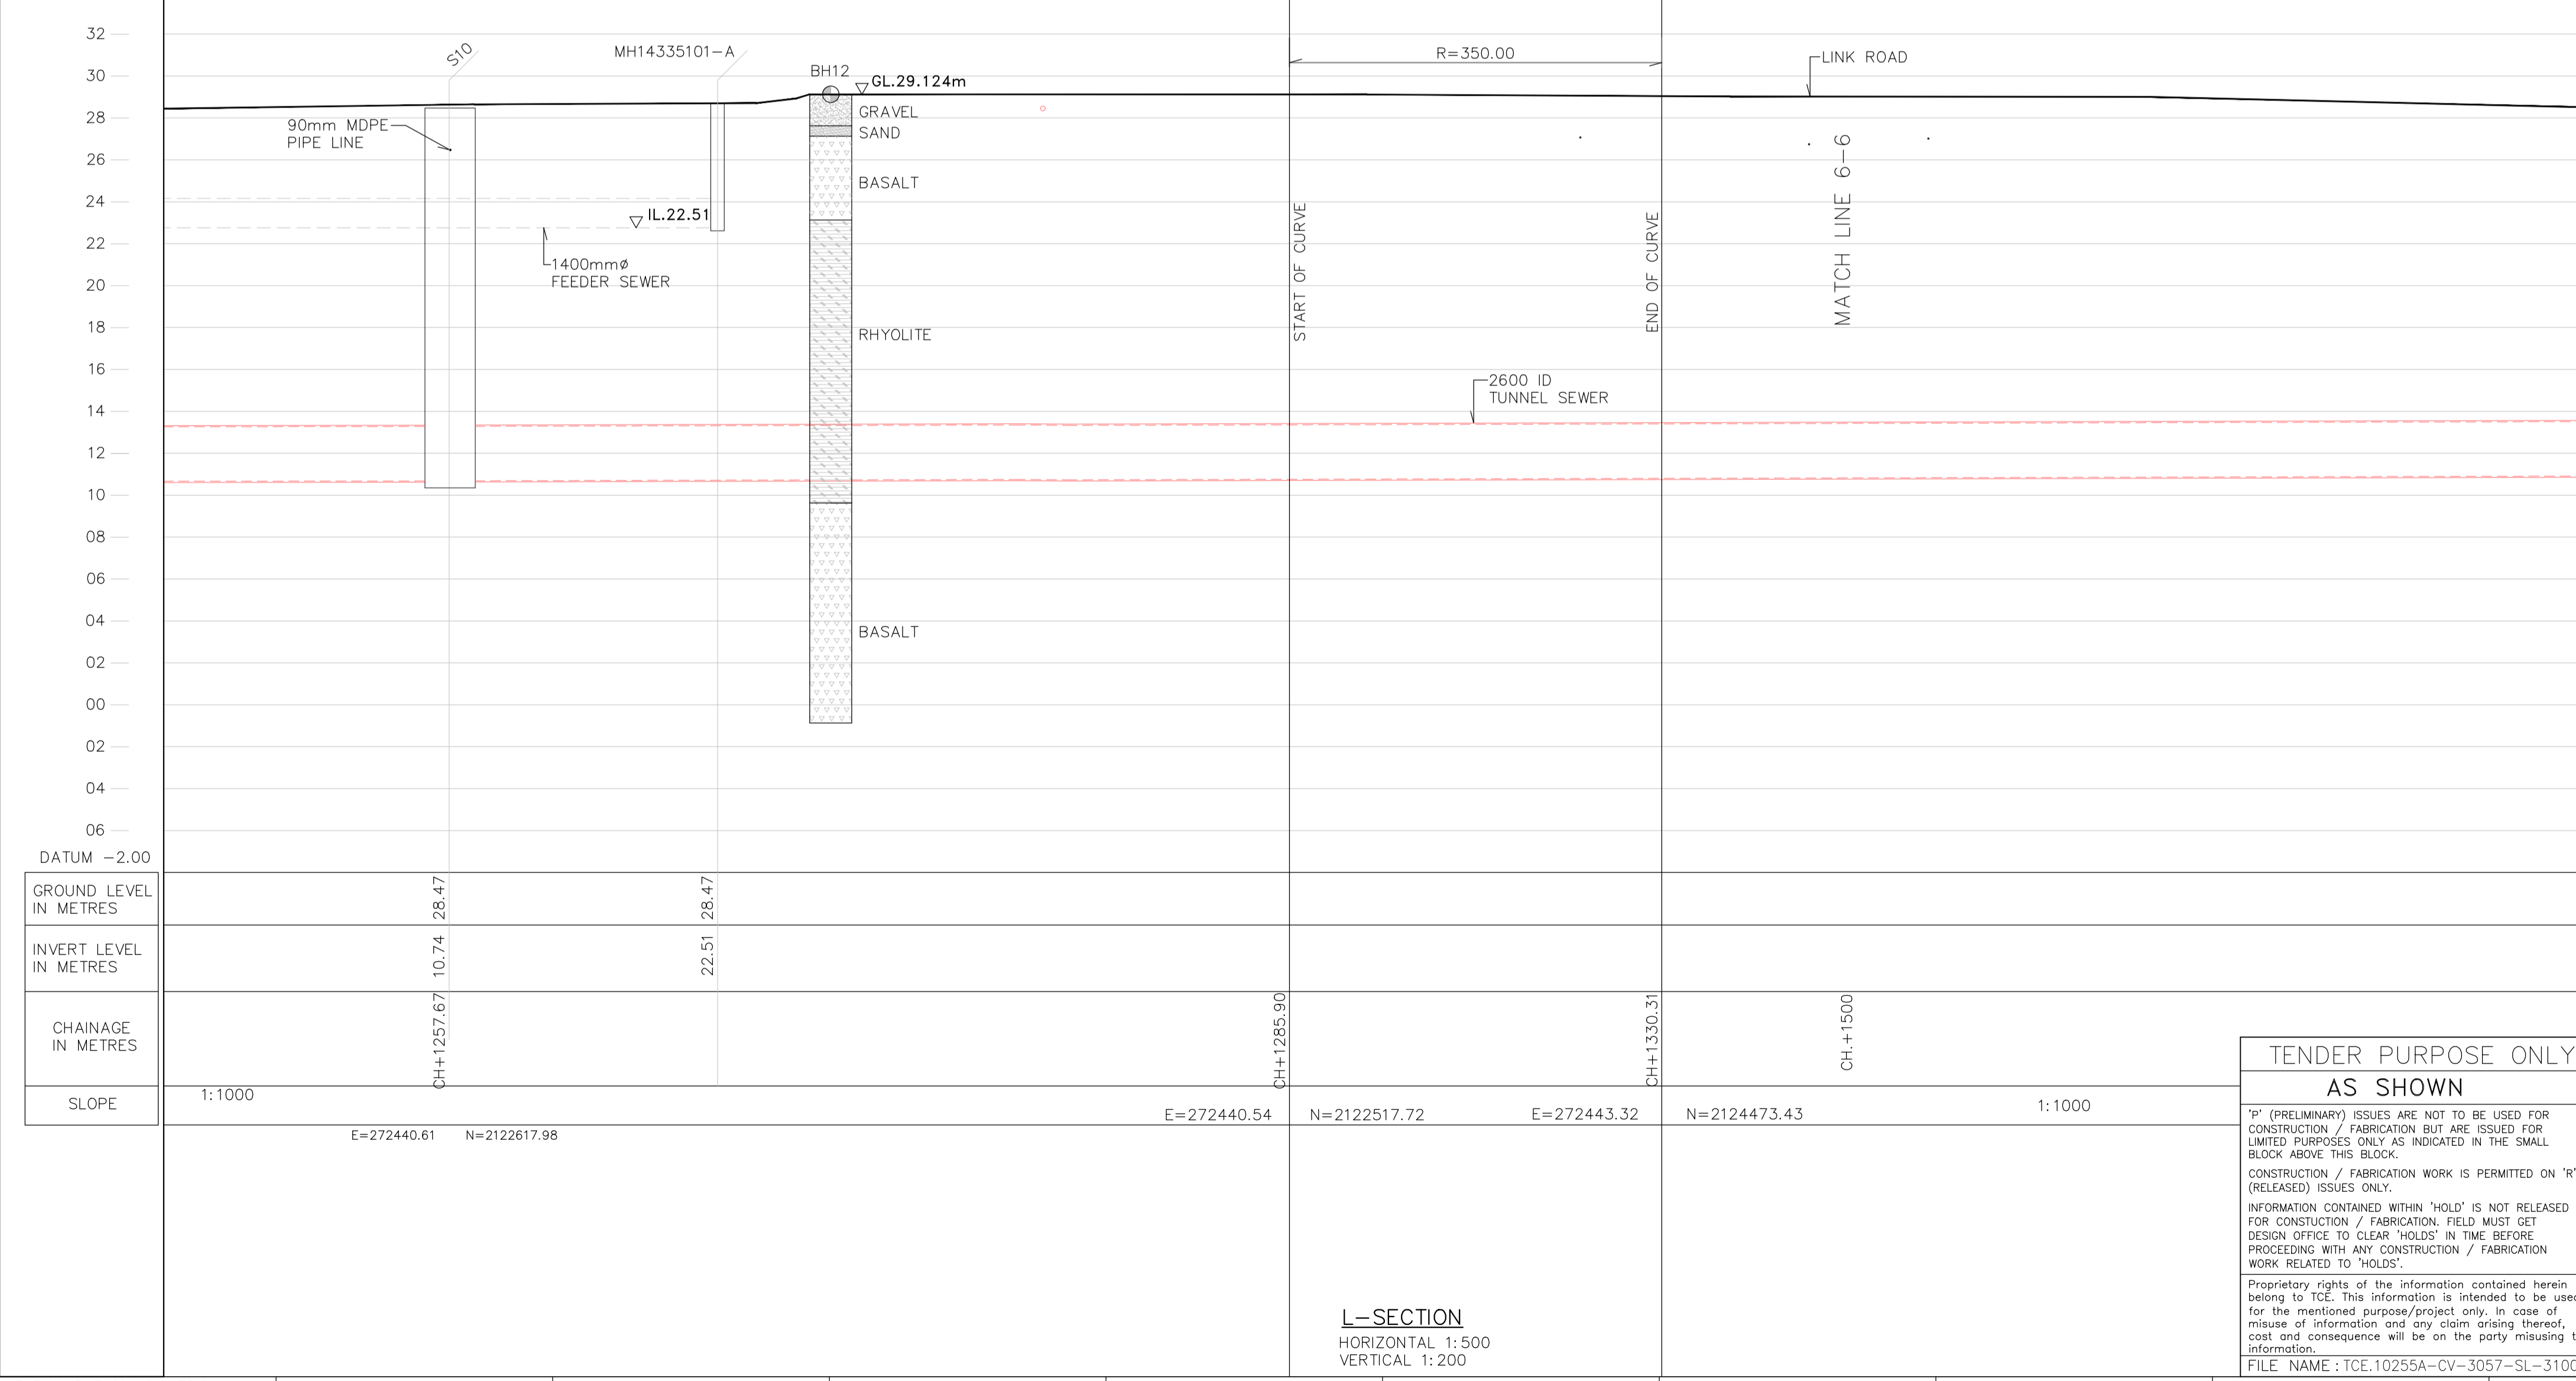 32
30
28
26
24
22
20
18
16
14
12
10
08
06
04
02
00
02
04
06
DATUM -2.00
S10
MH14335101-A
BH12
GL.29.124m
R=350.00
LINK ROAD
90mm MDPE
PIPE LINE
GRAVEL
SAND
BASALT
IL.22.51
1400mmø
FEEDER SEWER
RHYOLITE
BASALT
START OF CURVE
END OF CURVE
MATCH LINE 6-6
2600 ID
TUNNEL SEWER
GROUND LEVEL
IN METRES
28.47
28.47
INVERT LEVEL
IN METRES
10.74
22.51
CHAINAGE
IN METRES
CH+1257.67
CH+1285.90
CH+1330.31
CH.+1500
SLOPE
1:1000
E=272440.54
N=2122517.72
E=272443.32
N=2124473.43
1:1000
E=272440.61
N=2122617.98
L-SECTION
HORIZONTAL 1:500
VERTICAL 1:200
TENDER PURPOSE ONLY
AS SHOWN
'P' (PRELIMINARY) ISSUES ARE NOT TO BE USED FOR
CONSTRUCTION / FABRICATION BUT ARE ISSUED FOR
LIMITED PURPOSES ONLY AS INDICATED IN THE SMALL
BLOCK ABOVE THIS BLOCK.
CONSTRUCTION / FABRICATION WORK IS PERMITTED ON 'R'
(RELEASED) ISSUES ONLY.
INFORMATION CONTAINED WITHIN 'HOLD' IS NOT RELEASED
FOR CONSTUCTION / FABRICATION. FIELD MUST GET
DESIGN OFFICE TO CLEAR 'HOLDS' IN TIME BEFORE
PROCEEDING WITH ANY CONSTRUCTION / FABRICATION
WORK RELATED TO 'HOLDS'.
Proprietary rights of the information contained herein
belong to TCE. This information is intended to be used
for the mentioned purpose/project only. In case of
misuse of information and any claim arising thereof,
cost and consequence will be on the party misusing
information.
FILE NAME : TCE.10255A-CV-3057-SL-3100